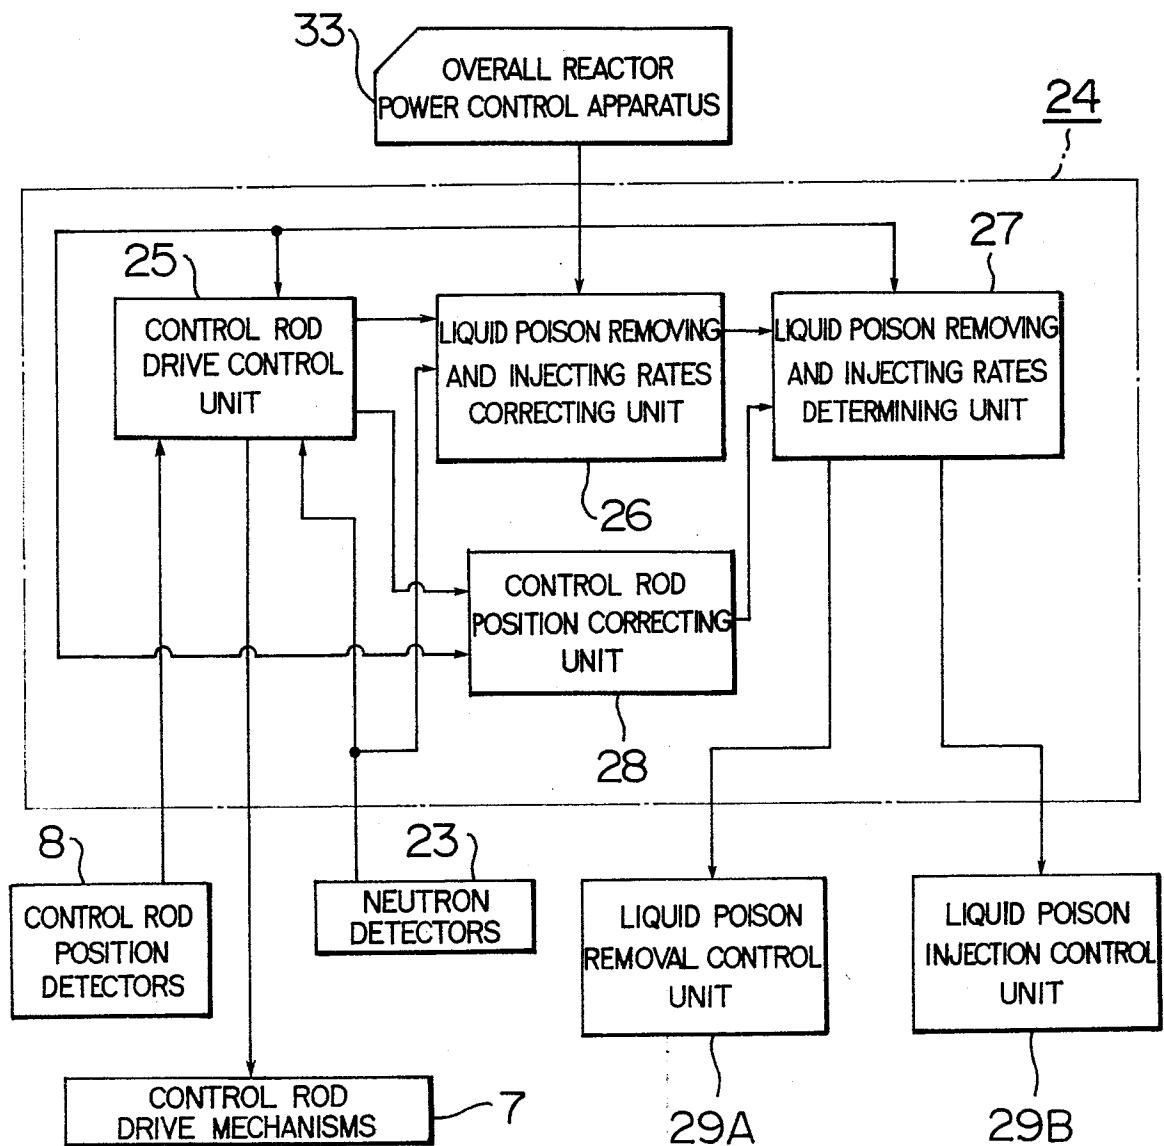 33
OVERALL REACTOR
POWER CONTROL APPARATUS
24
25
CONTROL ROD
DRIVE CONTROL
UNIT
LIQUID POISON REMOVING
AND INJECTING RATES
CORRECTING UNIT
26
27
LIQUID POISON REMOVING
AND INJECTING RATES
DETERMINING UNIT
CONTROL ROD
POSITION CORRECTING
UNIT
28
8
CONTROL ROD
POSITION
DETECTORS
23
NEUTRON
DETECTORS
LIQUID POISON
REMOVAL CONTROL
UNIT
29A
LIQUID POISON
INJECTION CONTROL
UNIT
29B
CONTROL ROD
DRIVE MECHANISMS
7